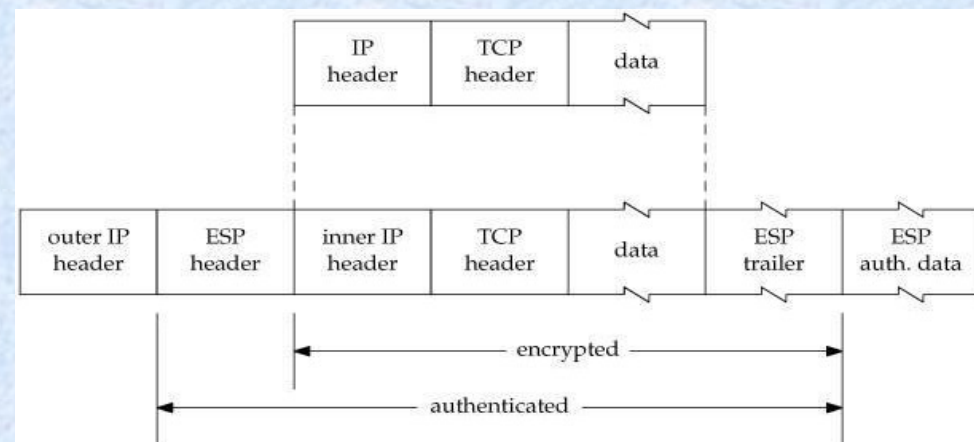 IP
header
TCP
header
data
outer IP
header
ESP
header
inner IP
header
TCP
header
data
ESP
trailer
ESP
auth. data
encrypted
authenticated